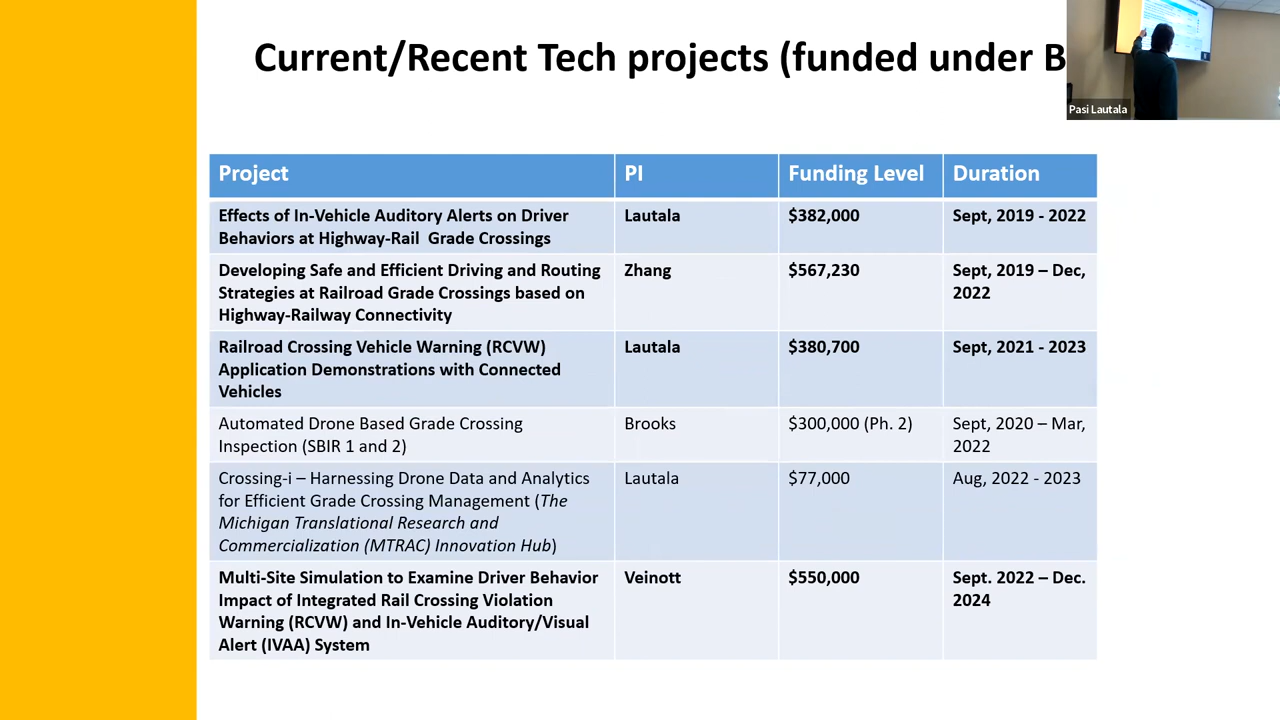 Current/Recent Tech projects (funded under B
Pasi Lautala
Project PI Funding Level Duration
Effects of In-Vehicle Auditory Alerts on Driver Lautala $382,000 Sept, 2019 - 2022
Behaviors at Highway-Rail Grade Crossings
Developing Safe and Efficient Driving and Routing Zhang $567,230 Sept, 2019 – Dec,
Strategies at Railroad Grade Crossings based on 2022
Highway-Railway Connectivity
Railroad Crossing Vehicle Warning (RCVW) Lautala $380,700 Sept, 2021 - 2023
Application Demonstrations with Connected
Vehicles
Automated Drone Based Grade Crossing Brooks $300,000 (Ph. 2) Sept, 2020 – Mar,
Inspection (SBIR 1 and 2) 2022
Crossing-i – Harnessing Drone Data and Analytics Lautala $77,000 Aug, 2022 - 2023
for Efficient Grade Crossing Management (The
Michigan Translational Research and
Commercialization (MTRAC) Innovation Hub)
Multi-Site Simulation to Examine Driver Behavior Veinott $550,000 Sept. 2022 – Dec.
Impact of Integrated Rail Crossing Violation 2024
Warning (RCVW) and In-Vehicle Auditory/Visual
Alert (IVAA) System